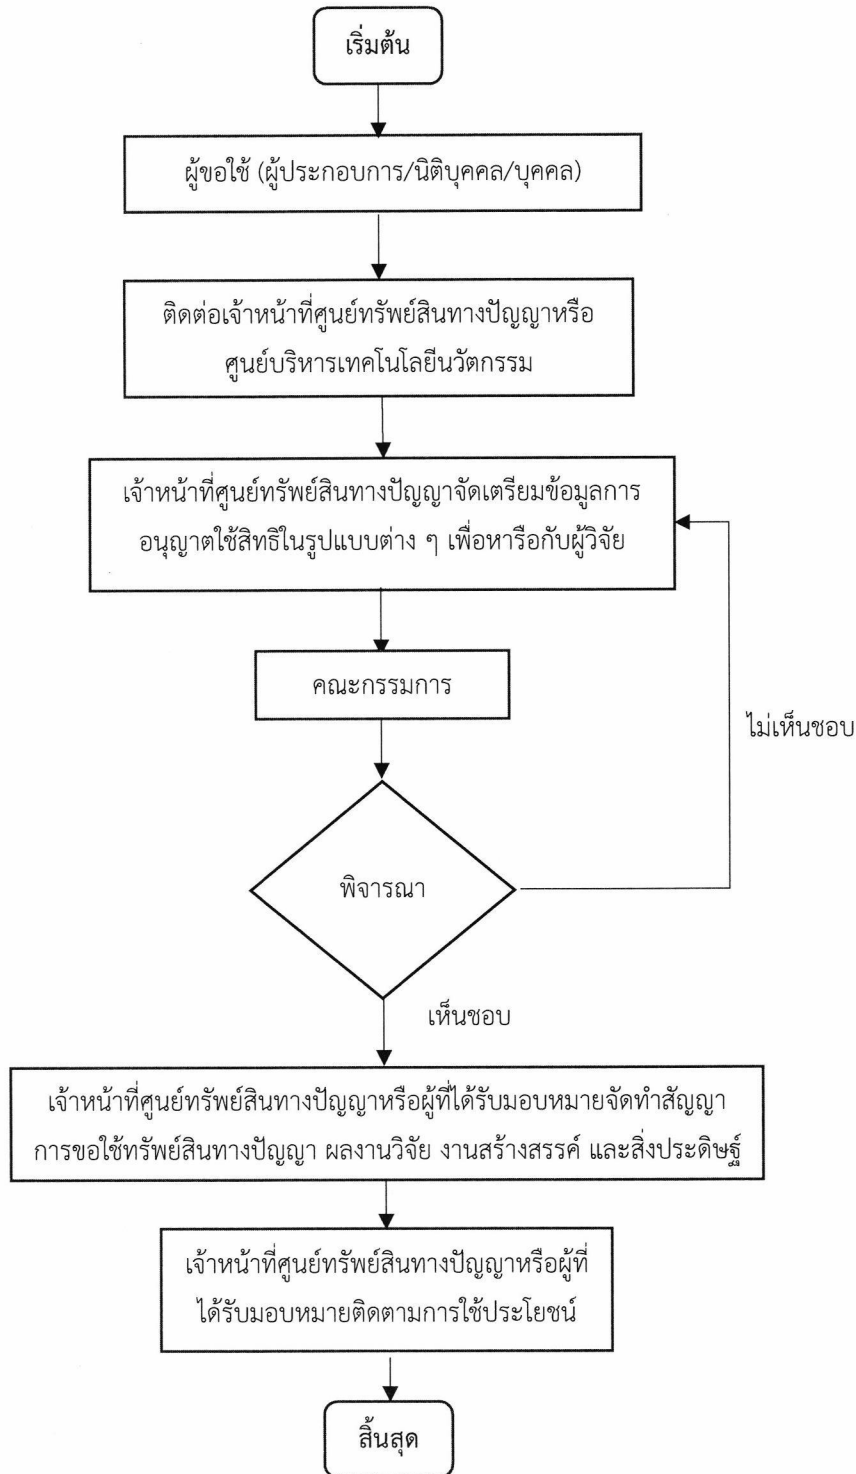 เริ่มต้น
ผู้ขอใช้ (ผู้ประกอบการ/นิติบุคคล/บุคคล)
ติดต่อเจ้าหน้าที่ศูนย์ทรัพย์สินทางปัญญาหรือ
ศูนย์บริหารเทคโนโลยีนวัตกรรม
เจ้าหน้าที่ศูนย์ทรัพย์สินทางปัญญาจัดเตรียมข้อมูลการ
อนุญาตใช้สิทธิในรูปแบบต่าง ๆ เพื่อหารือกับผู้วิจัย
คณะกรรมการ
ไม่เห็นชอบ
พิจารณา
เห็นชอบ
เจ้าหน้าที่ศูนย์ทรัพย์สินทางปัญญาหรือผู้ที่ได้รับมอบหมายจัดทำสัญญา
การขอใช้ทรัพย์สินทางปัญญา ผลงานวิจัย งานสร้างสรรค์ และสิ่งประดิษฐ์
เจ้าหน้าที่ศูนย์ทรัพย์สินทางปัญญาหรือผู้ที่
ได้รับมอบหมายติดตามการใช้ประโยชน์
สิ้นสุด